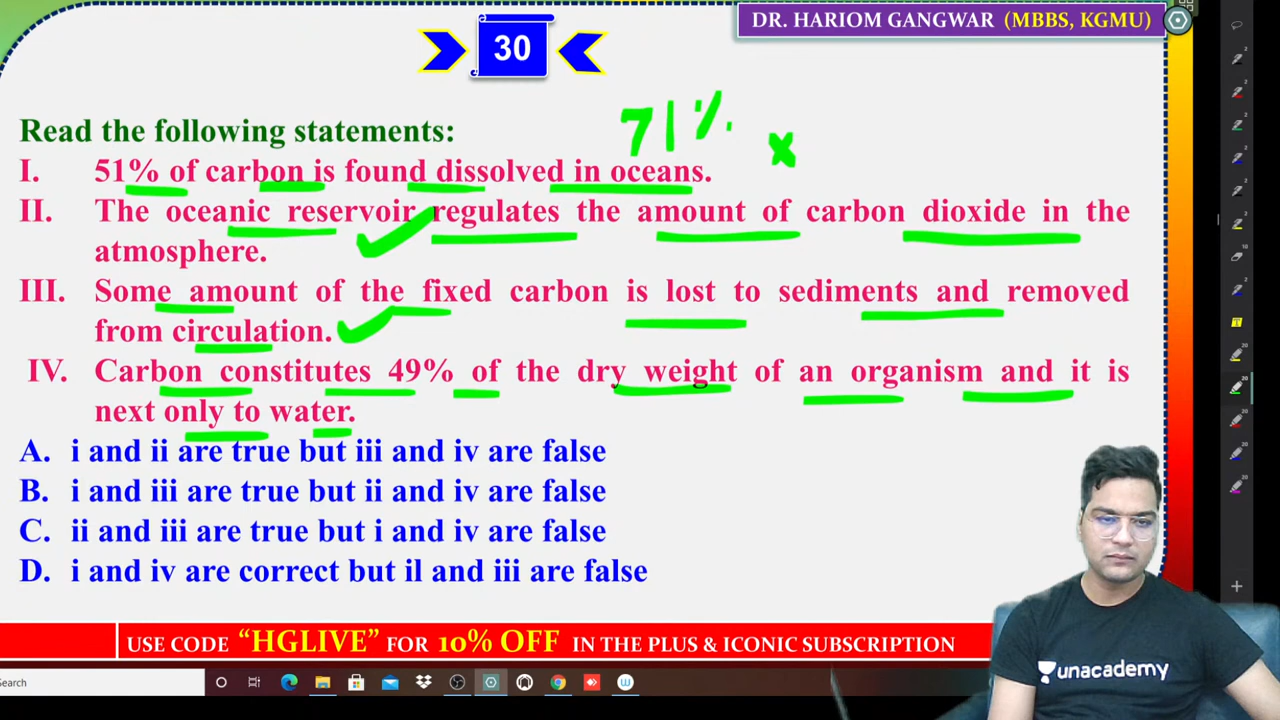 DR. HARIOM GANGWAR (MBBS, KGMU)
30
71%
Read the following statements:
I. 51% of carbon is found dissolved in oceans.
II. The oceanic reservoir regulates the amount of carbon dioxide in the
atmosphere.
III. Some amount of the fixed carbon is lost to sediments and removed
from circulation.
IV. Carbon constitutes 49% of the dry weight of an organism and it is
next only to water.
A. i and ii are true but iii and iv are false
B. i and iii are true but ii and iv are false
C. ii and iii are true but i and iv are false
D. i and iv are correct but il and iii are false
unacademy
USE CODE "HGLIVE" FOR 10% OFF IN THE PLUS & ICONIC SUBSCRIPTION
Search